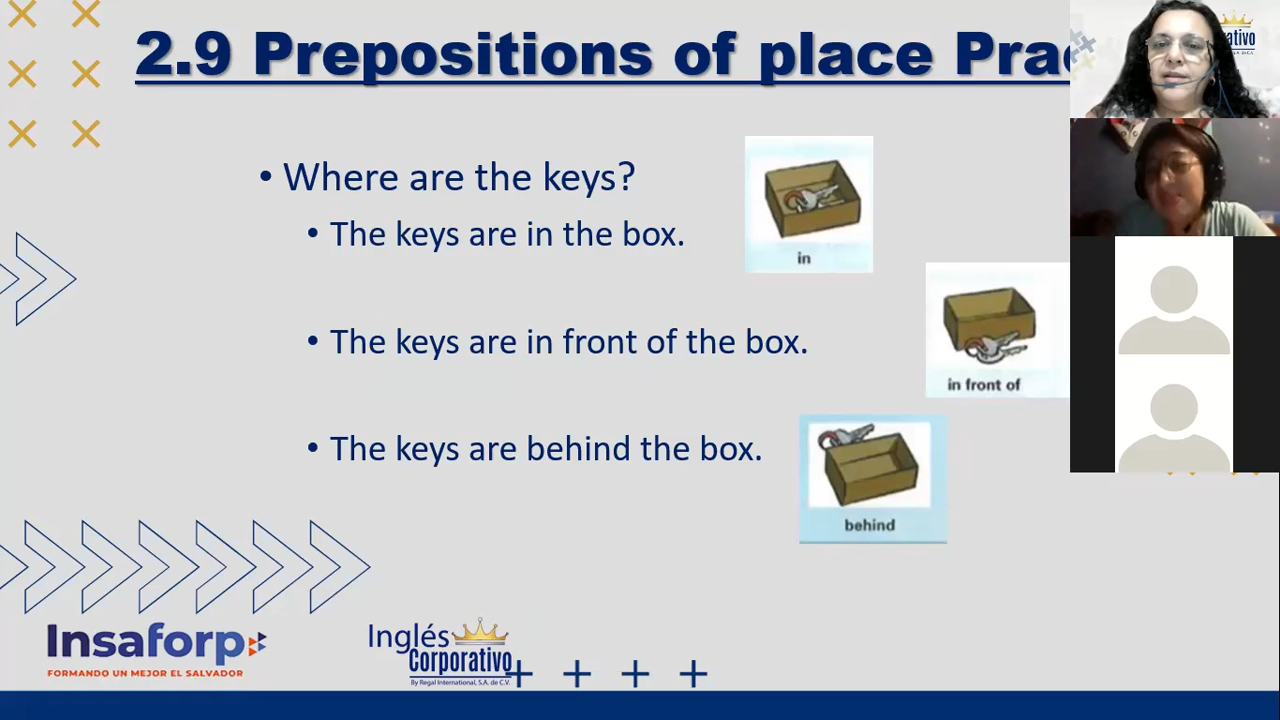 2.9 Prepositions of place
• Where are the keys?
• The keys are in the box.
in
• The keys are in front of the box.
in front of
• The keys are behind the box.
behind
Insaforp
FORMANDO UN MEJOR EL SALVADOR
Inglés
Corporativo
By Regal International, S.A. de C.V.